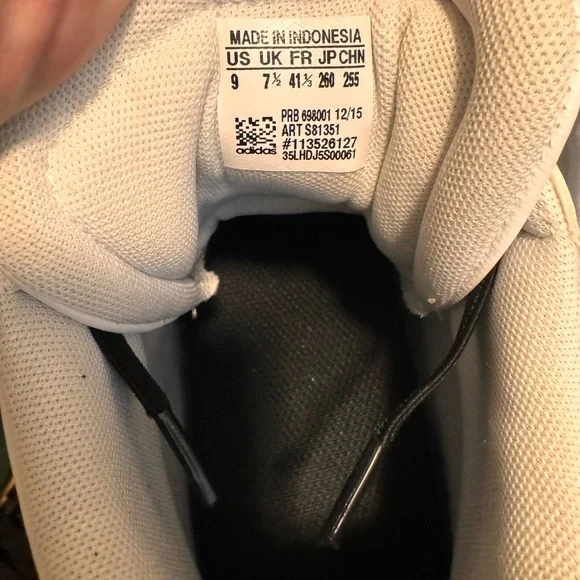 MADE IN INDONESIA
US UK FR JP CHN
9 7½ 41⅓ 260 255
PRB 698001 12/15
ART S81351
#113526127
adidas 35LHDJ5S00061